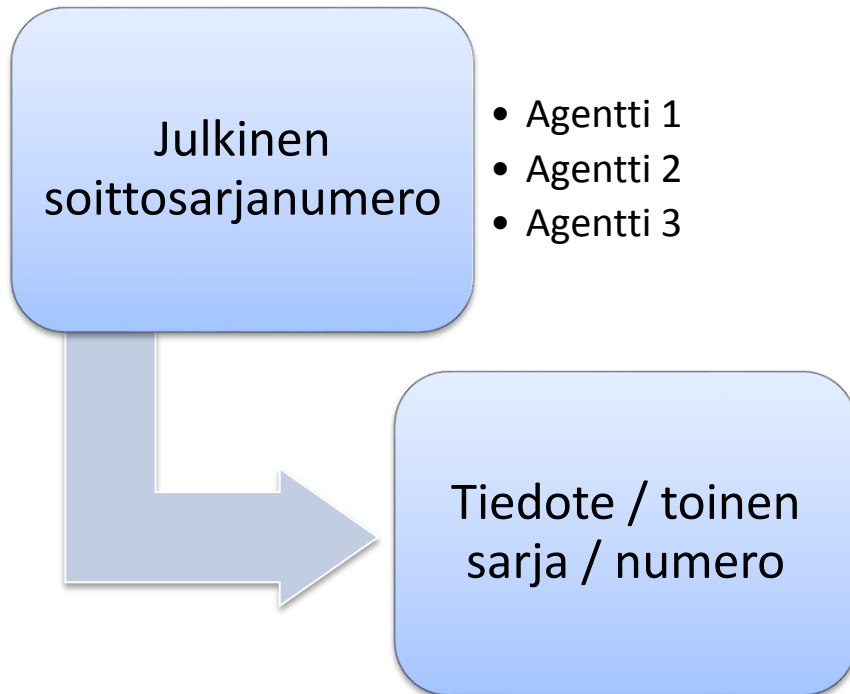 Julkinen
soittosarjanumero
• Agentti 1
• Agentti 2
• Agentti 3
Tiedote / toinen
sarja / numero